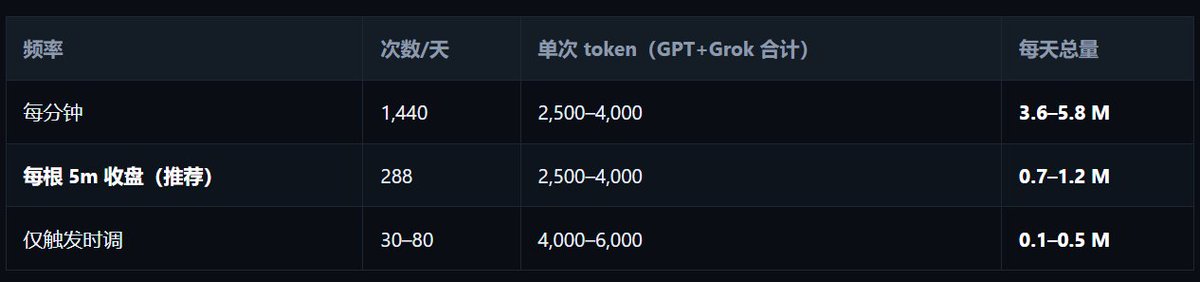 频率 次数/天 单次 token（GPT+Grok 合计） 每天总量
每分钟 1,440 2,500–4,000 3.6–5.8 M
每根 5m 收盘（推荐） 288 2,500–4,000 0.7–1.2 M
仅触发时调 30–80 4,000–6,000 0.1–0.5 M